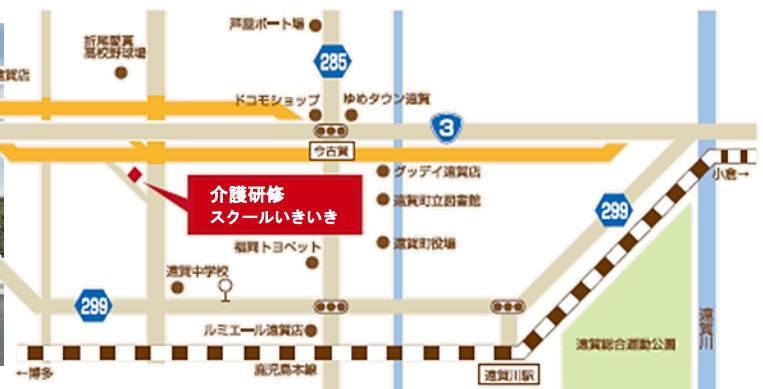 芦屋ボート場
折尾愛真
高校野球場
遠賀店
285
ドコモショップ
ゆめタウン遠賀
3
今古賀
グッデイ遠賀店
小倉→
介護研修
スクールいきいき
遠賀町立図書館
299
福岡トヨペット
遠賀町役場
遠賀中学校
299
遠賀川
ルミエール遠賀店
遠賀総合運動公園
←博多
鹿児島本線
遠賀川駅